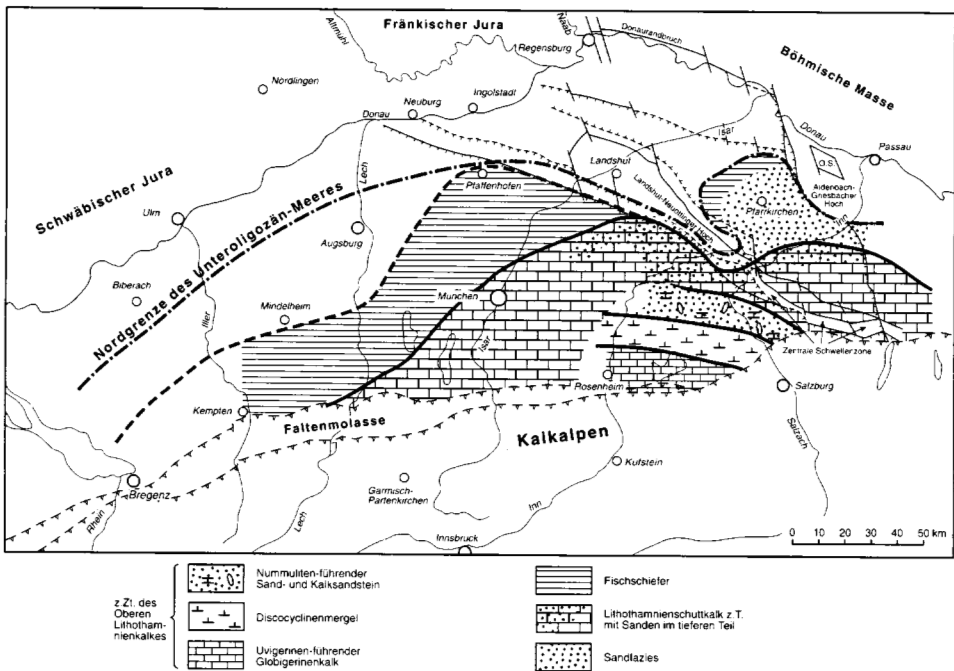 Fränkischer Jura
Altmühl
Naab
Regensburg
Donaurandbruch
Böhmische Masse
Nördlingen
Ingolstadt
Neuburg
Donau
Isar
Donau
Passau
Lech
Landshut
Pfaffenhofen
Landshut-Neuöttinger Hoch
Ö.S.
Aidenbach-
Griesbacher
Hoch
Pfarrkirchen
Inn
Schwäbischer Jura
Ulm
Augsburg
Nordgrenze des Unteroligozän-Meeres
Biberach
Iller
Mindelheim
München
Isar
Zentrale Schwellenzone
Rosenheim
Salzburg
Kempten
Faltenmolasse
Kalkalpen
Salzach
Kufstein
Bregenz
Rhein
Lech
Garmisch-
Partenkirchen
Inn
Innsbruck
0 10 20 30 40 50 km
z.Zt. des
Oberen
Lithotham-
nienkalkes
Nummuliten-führender
Sand- und Kalksandstein
Discocyclinenmergel
Uvigerinen-führender
Globigerinenkalk
Fischschiefer
Lithothamnienschuttkalk z.T.
mit Sanden im tieferen Teil
Sandfazies